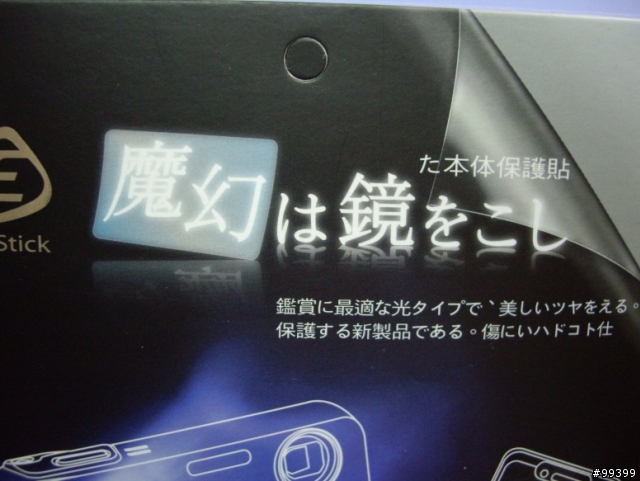 た本体保護貼
魔幻は鏡をこし
Stick
鑑賞に最適な光タイプで、美しいツヤをえる。
保護する新製品である。傷にいハドコト仕
#99399